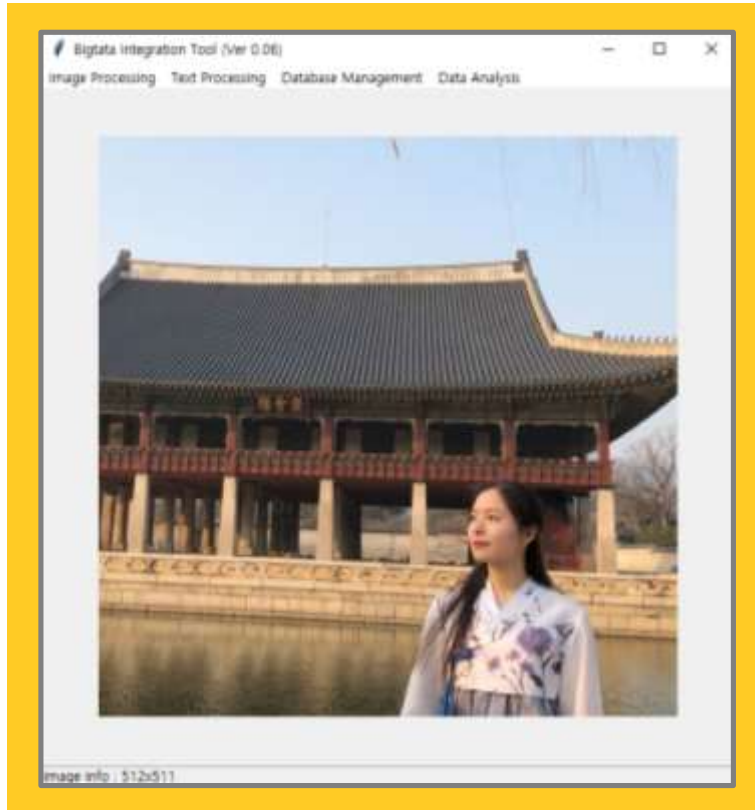 Bigtata Integration Tool (Ver 0.06)
Image Processing Text Processing Database Management Data Analysis
Image info : 512x511